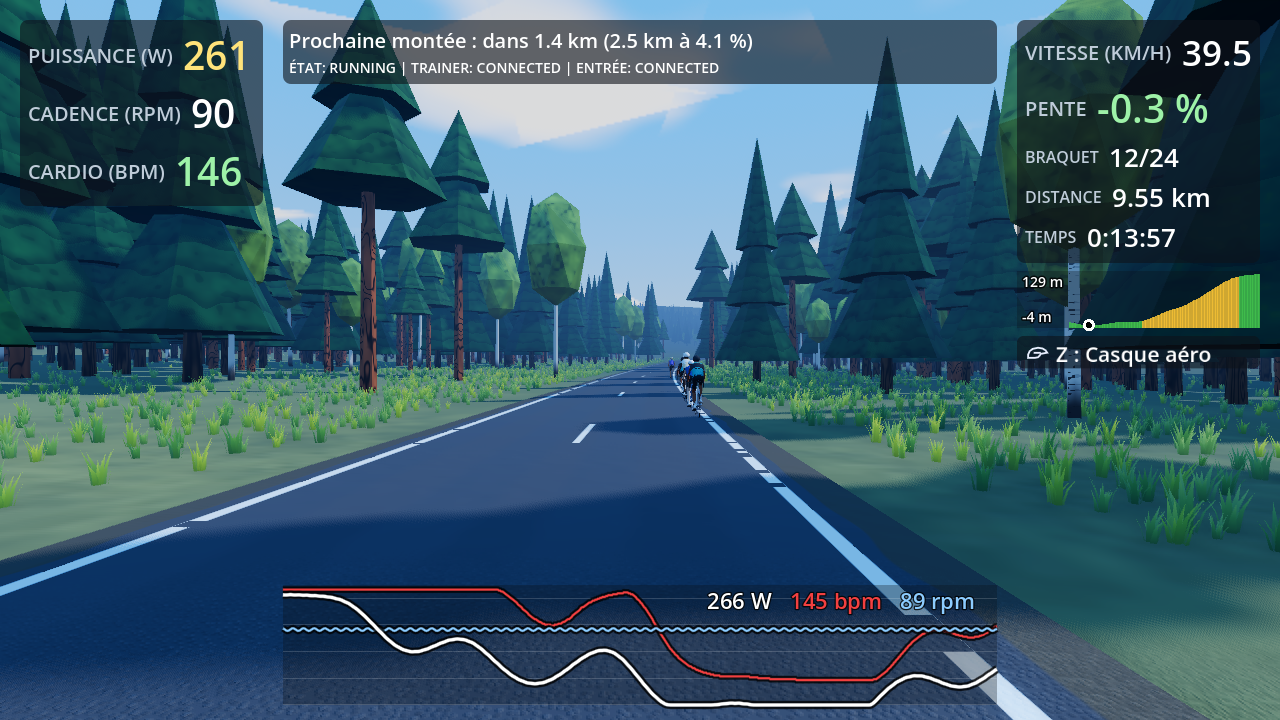 PUISSANCE (W) 261
CADENCE (RPM) 90
CARDIO (BPM) 146
Prochaine montée : dans 1.4 km (2.5 km à 4.1 %)
ÉTAT: RUNNING | TRAINER: CONNECTED | ENTRÉE: CONNECTED
VITESSE (KM/H) 39.5
PENTE -0.3 %
BRAQUET 12/24
DISTANCE 9.55 km
TEMPS 0:13:57
129 m
-4 m
Z : Casque aéro
266 W 145 bpm 89 rpm